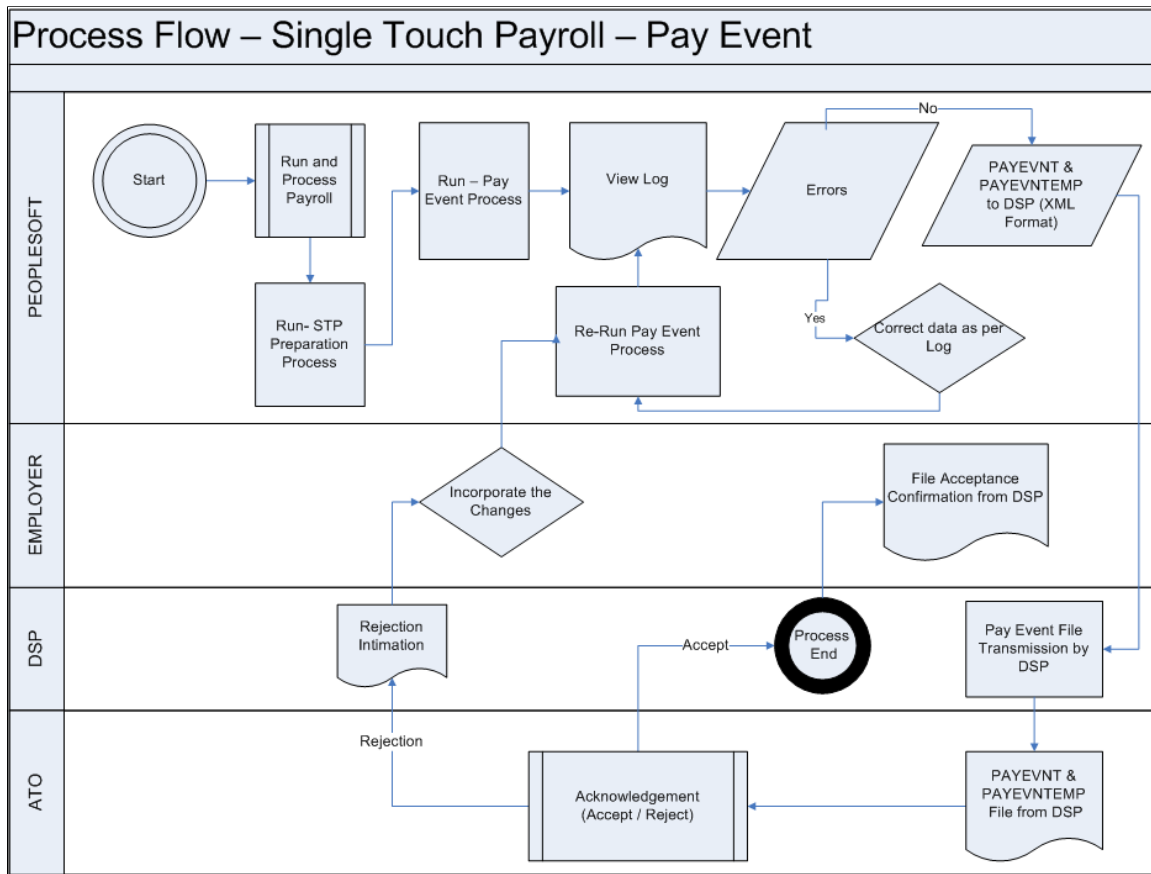 Process Flow – Single Touch Payroll – Pay Event
PEOPLESOFT
Start
Run and
Process
Payroll
Run – Pay
Event Process
View Log
Errors
No
PAYEVNT &
PAYEVNTEMP
to DSP (XML
Format)
Run- STP
Preparation
Process
Re-Run Pay Event
Process
Yes
Correct data as per
Log
EMPLOYER
Incorporate the
Changes
File Acceptance
Confirmation from DSP
DSP
Rejection
Intimation
Accept
Process
End
Pay Event File
Transmission by
DSP
ATO
Rejection
Acknowledgement
(Accept / Reject)
PAYEVNT &
PAYEVNTEMP
File from DSP